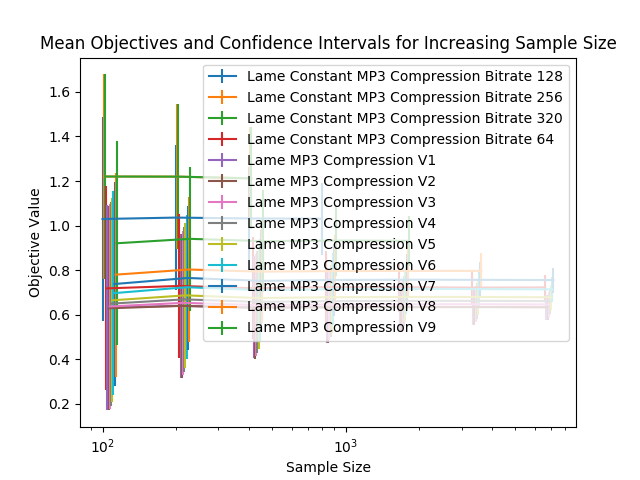 Mean Objectives and Confidence Intervals for Increasing Sample Size
Lame Constant MP3 Compression Bitrate 128
Lame Constant MP3 Compression Bitrate 256
Lame Constant MP3 Compression Bitrate 320
Lame Constant MP3 Compression Bitrate 64
Lame MP3 Compression V1
Lame MP3 Compression V2
Lame MP3 Compression V3
Lame MP3 Compression V4
Lame MP3 Compression V5
Lame MP3 Compression V6
Lame MP3 Compression V7
Lame MP3 Compression V8
Lame MP3 Compression V9
Objective Value
1.6
1.4
1.2
1.0
0.8
0.6
0.4
0.2
10²
10³
Sample Size